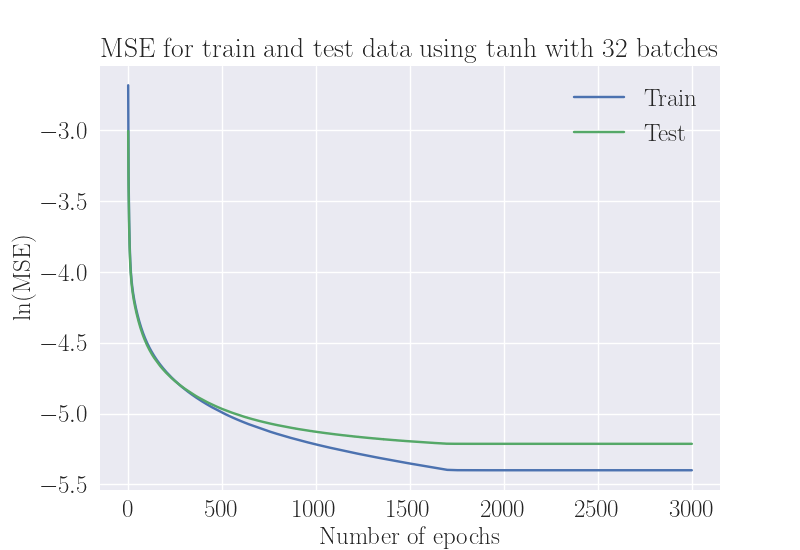 MSE for train and test data using tanh with 32 batches
Train
Test
−3.0
−3.5
−4.0
−4.5
−5.0
−5.5
ln(MSE)
0 500 1000 1500 2000 2500 3000
Number of epochs